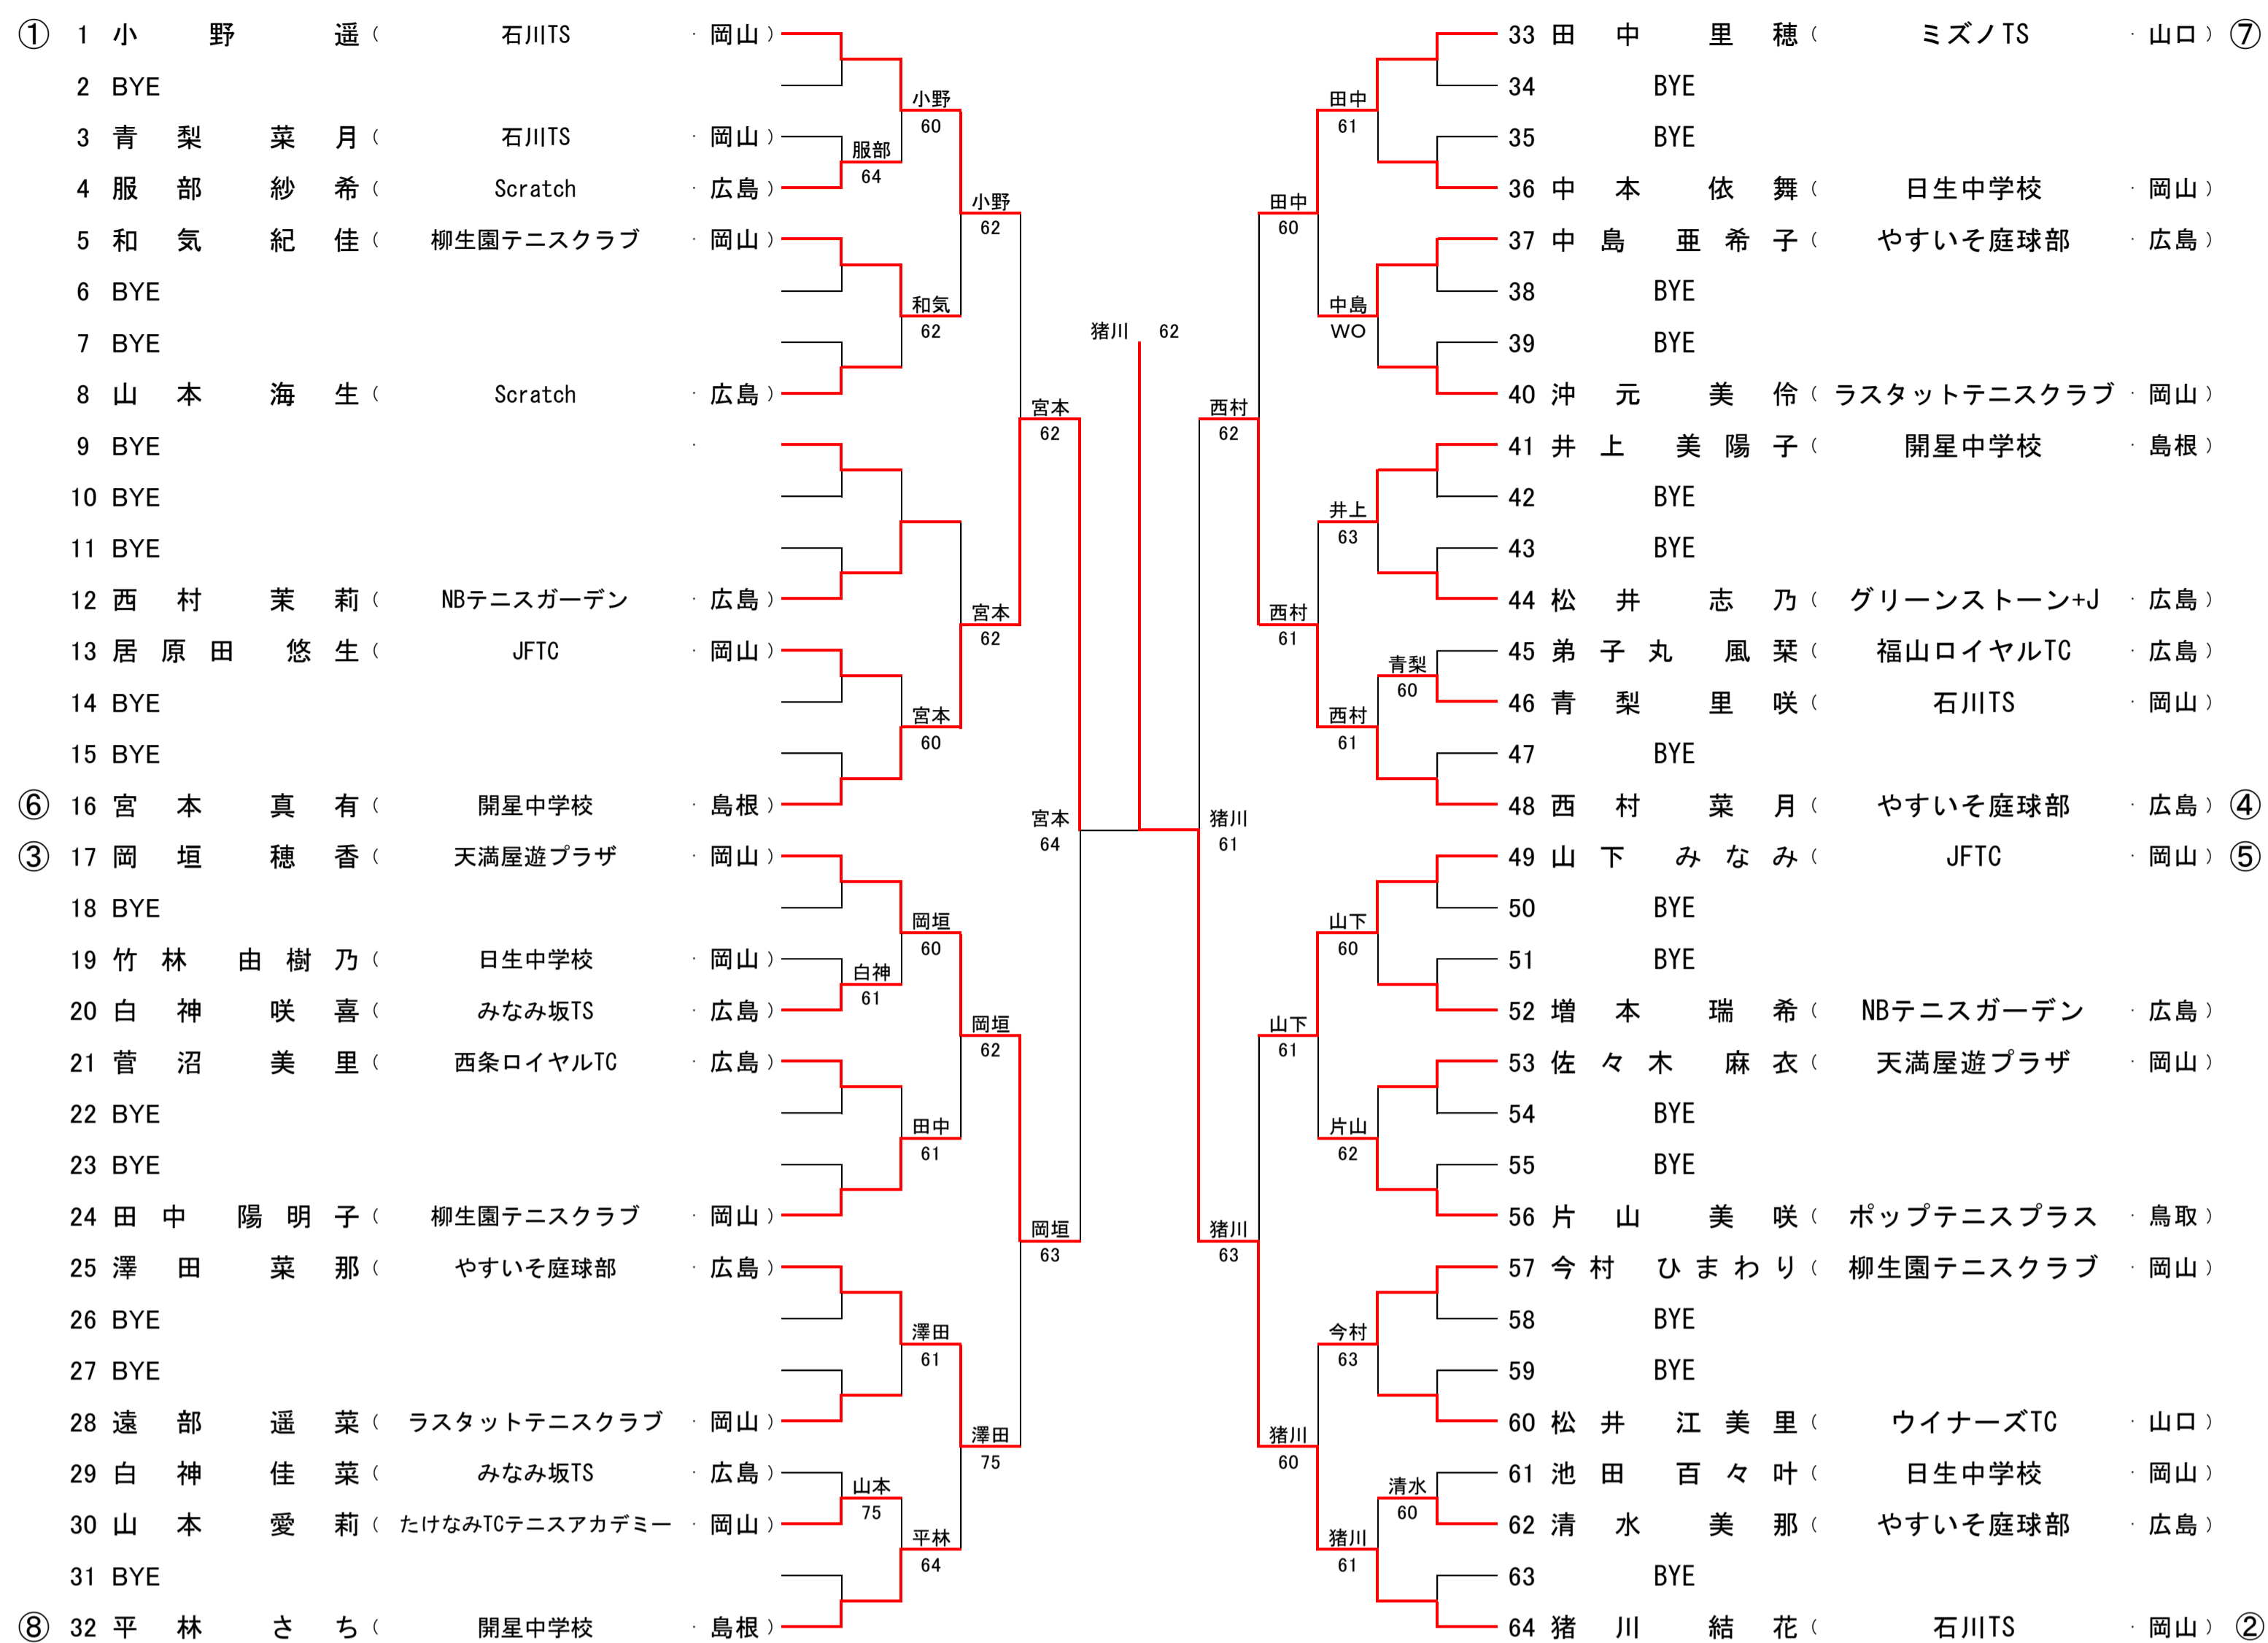 ① 1 小野 遥 ( 石川TS ・ 岡山 )
2 BYE
3 青梨 菜月 ( 石川TS ・ 岡山 )
4 服部 紗希 ( Scratch ・ 広島 )
5 和気 紀佳 ( 柳生園テニスクラブ ・ 岡山 )
6 BYE
7 BYE
8 山本 海生 ( Scratch ・ 広島 )
9 BYE ・
10 BYE
11 BYE
12 西村 茉莉 ( NBテニスガーデン ・ 広島 )
13 居原田 悠生 ( JFTC ・ 岡山 )
14 BYE
15 BYE
⑥ 16 宮本 真有 ( 開星中学校 ・ 島根 )
③ 17 岡垣 穂香 ( 天満屋遊プラザ ・ 岡山 )
18 BYE
19 竹林 由樹乃 ( 日生中学校 ・ 岡山 )
20 白神 咲喜 ( みなみ坂TS ・ 広島 )
21 菅沼 美里 ( 西条ロイヤルTC ・ 広島 )
22 BYE
23 BYE
24 田中 陽明子 ( 柳生園テニスクラブ ・ 岡山 )
25 澤田 菜那 ( やすいそ庭球部 ・ 広島 )
26 BYE
27 BYE
28 遠部 遥菜 ( ラスタットテニスクラブ ・ 岡山 )
29 白神 佳菜 ( みなみ坂TS ・ 広島 )
30 山本 愛莉 ( たけなみTCテニスアカデミー ・ 岡山 )
31 BYE
⑧ 32 平林 さち ( 開星中学校 ・ 島根 )
服部
64
白神
61
山本
75
小野
60
和気
62
宮本
60
岡垣
60
田中
61
澤田
61
平林
64
小野
62
宮本
62
岡垣
62
澤田
75
宮本
62
岡垣
63
宮本
64
猪川 62
猪川
61
西村
62
猪川
63
田中
60
西村
61
山下
61
猪川
60
田中
61
中島
WO
井上
63
西村
61
山下
60
片山
62
今村
63
猪川
61
青梨
60
清水
60
33 田中 里穂 ( ミズノTS ・ 山口 ) ⑦
34 BYE
35 BYE
36 中本 依舞 ( 日生中学校 ・ 岡山 )
37 中島 亜希子 ( やすいそ庭球部 ・ 広島 )
38 BYE
39 BYE
40 沖元 美伶 ( ラスタットテニスクラブ ・ 岡山 )
41 井上 美陽子 ( 開星中学校 ・ 島根 )
42 BYE
43 BYE
44 松井 志乃 ( グリーンストーン+J ・ 広島 )
45 弟子丸 風栞 ( 福山ロイヤルTC ・ 広島 )
46 青梨 里咲 ( 石川TS ・ 岡山 )
47 BYE
48 西村 菜月 ( やすいそ庭球部 ・ 広島 ) ④
49 山下 みなみ ( JFTC ・ 岡山 ) ⑤
50 BYE
51 BYE
52 増本 瑞希 ( NBテニスガーデン ・ 広島 )
53 佐々木 麻衣 ( 天満屋遊プラザ ・ 岡山 )
54 BYE
55 BYE
56 片山 美咲 ( ポップテニスプラス ・ 鳥取 )
57 今村 ひまわり ( 柳生園テニスクラブ ・ 岡山 )
58 BYE
59 BYE
60 松井 江美里 ( ウイナーズTC ・ 山口 )
61 池田 百々叶 ( 日生中学校 ・ 岡山 )
62 清水 美那 ( やすいそ庭球部 ・ 広島 )
63 BYE
64 猪川 結花 ( 石川TS ・ 岡山 ) ②